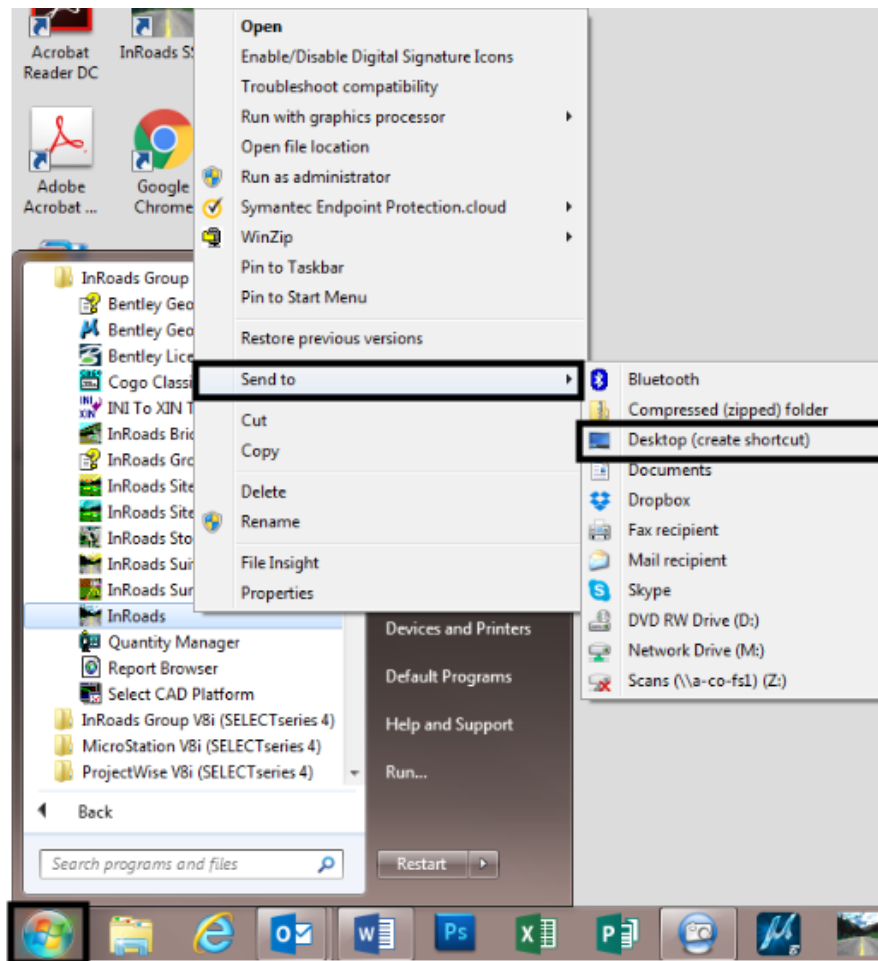 Acrobat
Reader DC
InRoads S
Adobe
Acrobat ...
Google
Chrome
Open
Enable/Disable Digital Signature Icons
Troubleshoot compatibility
Run with graphics processor
Open file location
Run as administrator
Symantec Endpoint Protection.cloud
WinZip
Pin to Taskbar
Pin to Start Menu
Restore previous versions
Send to
Cut
Copy
Delete
Rename
File Insight
Properties
Bluetooth
Compressed (zipped) folder
Desktop (create shortcut)
Documents
Dropbox
Fax recipient
Mail recipient
Skype
DVD RW Drive (D:)
Network Drive (M:)
Scans (\\a-co-fs1) (Z:)
InRoads Group
Bentley Geo
Bentley Geo
Bentley Lice
Cogo Classi
INI To XIN T
InRoads Brid
InRoads Gro
InRoads Site
InRoads Site
InRoads Sto
InRoads Suit
InRoads Sur
InRoads
Quantity Manager
Report Browser
Select CAD Platform
InRoads Group V8i (SELECTseries 4)
MicroStation V8i (SELECTseries 4)
ProjectWise V8i (SELECTseries 4)
Back
Search programs and files
Devices and Printers
Default Programs
Help and Support
Run...
Restart